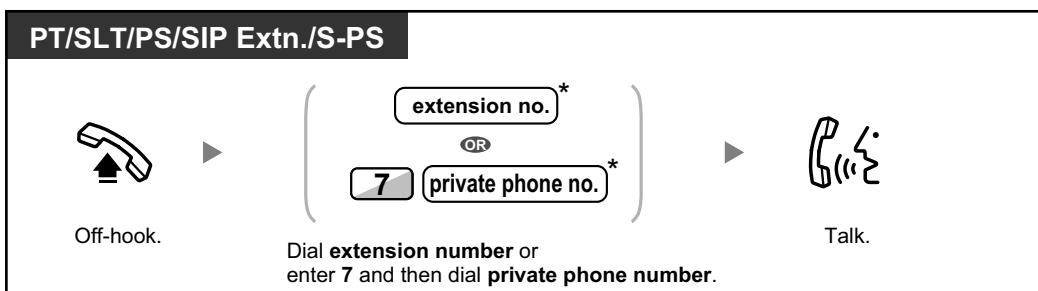 PT/SLT/PS/SIP Extn./S-PS
extension no.*
OR
7 private phone no.*
Off-hook.
Dial extension number or
enter 7 and then dial private phone number.
Talk.